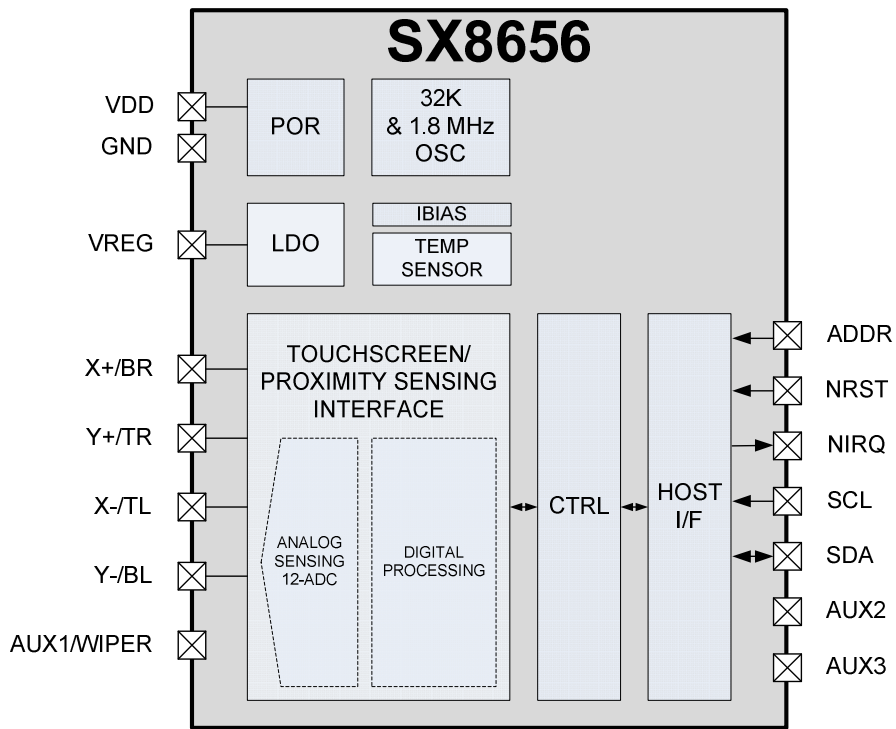 SX8656
VDD
GND
POR
32K
& 1.8 MHz
OSC
VREG
LDO
IBIAS
TEMP
SENSOR
X+/BR
Y+/TR
X-/TL
Y-/BL
AUX1/WIPER
TOUCHSCREEN/
PROXIMITY SENSING
INTERFACE
ANALOG
SENSING
12-ADC
DIGITAL
PROCESSING
CTRL
HOST
I/F
ADDR
NRST
NIRQ
SCL
SDA
AUX2
AUX3